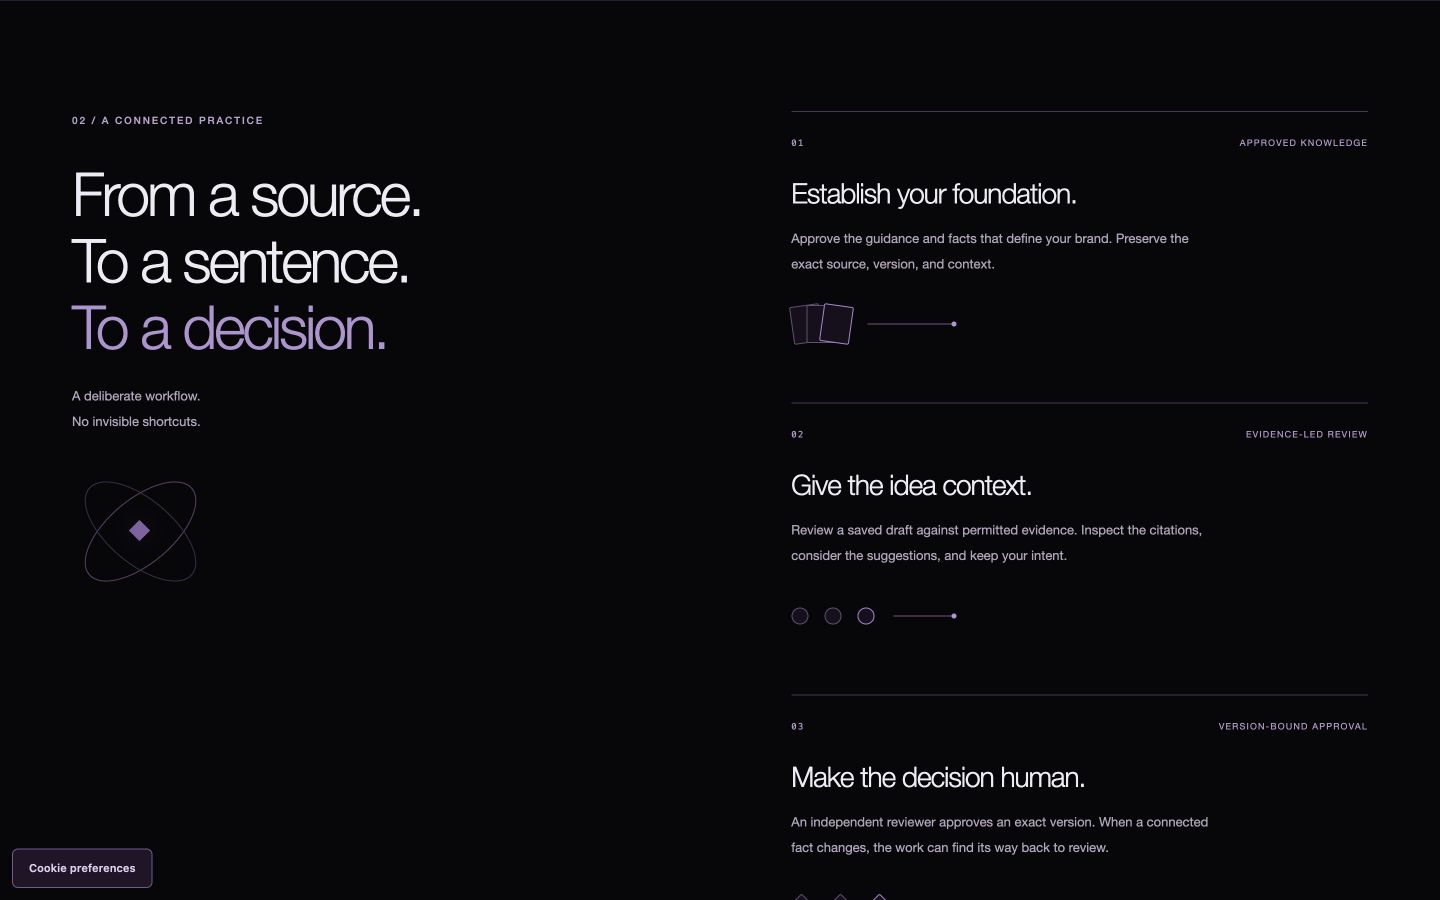 02 / A CONNECTED PRACTICE
From a source.
To a sentence.
To a decision.
A deliberate workflow.
No invisible shortcuts.
01
APPROVED KNOWLEDGE
Establish your foundation.
Approve the guidance and facts that define your brand. Preserve the
exact source, version, and context.
02
EVIDENCE-LED REVIEW
Give the idea context.
Review a saved draft against permitted evidence. Inspect the citations,
consider the suggestions, and keep your intent.
03
VERSION-BOUND APPROVAL
Make the decision human.
An independent reviewer approves an exact version. When a connected
fact changes, the work can find its way back to review.
Cookie preferences